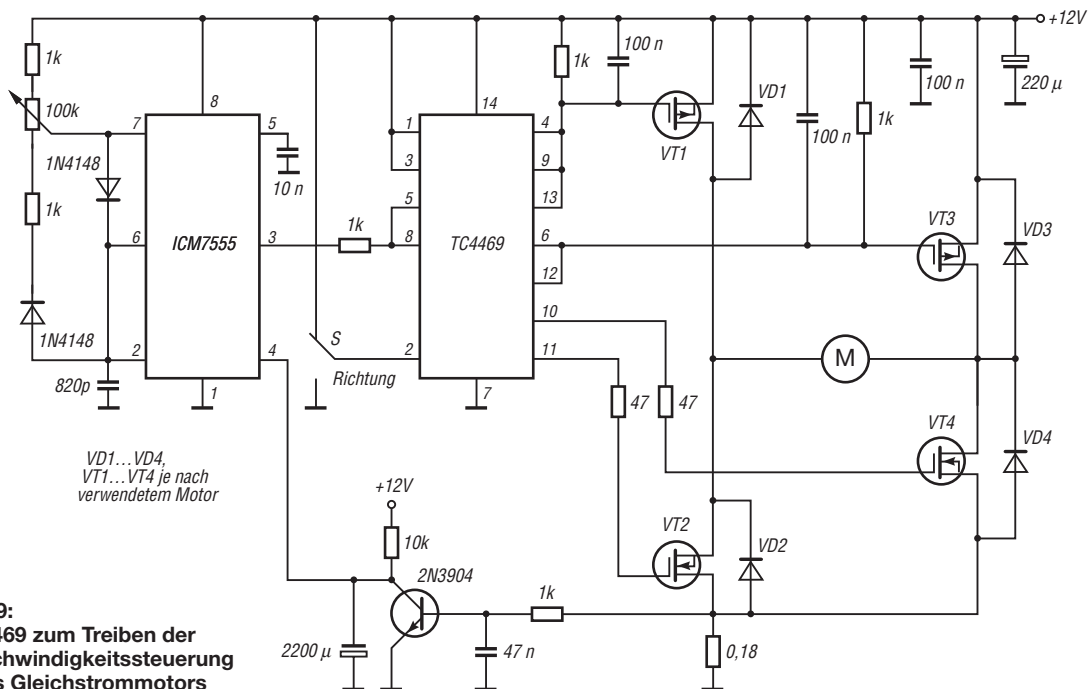 +12V
1k
100k
1N4148
1k
1N4148
820p
8
7
5
10 n
6
ICM7555
3
2
4
1
1k
S
Richtung
14
1
4
3
9
5
13
8
TC4469
6
12
10
2
11
7
1k
100 n
VT1
VD1
100 n
1k
100 n
220 µ
VT3
VD3
M
47
47
VT4
VD4
VT2
VD2
VD1...VD4,
VT1...VT4 je nach
verwendetem Motor
+12V
10k
2N3904
1k
2200 µ
47 n
0,18
9:
469 zum Treiben der
chwindigkeitssteuerung
s Gleichstrommotors